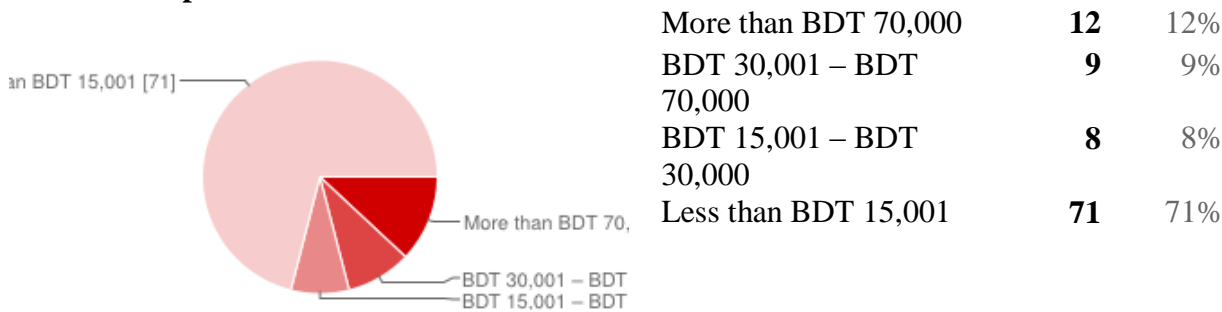 an BDT 15,001 [71]
More than BDT 70,
BDT 30,001 – BDT
BDT 15,001 – BDT
More than BDT 70,000 12 12%
BDT 30,001 – BDT 9 9%
70,000
BDT 15,001 – BDT 8 8%
30,000
Less than BDT 15,001 71 71%